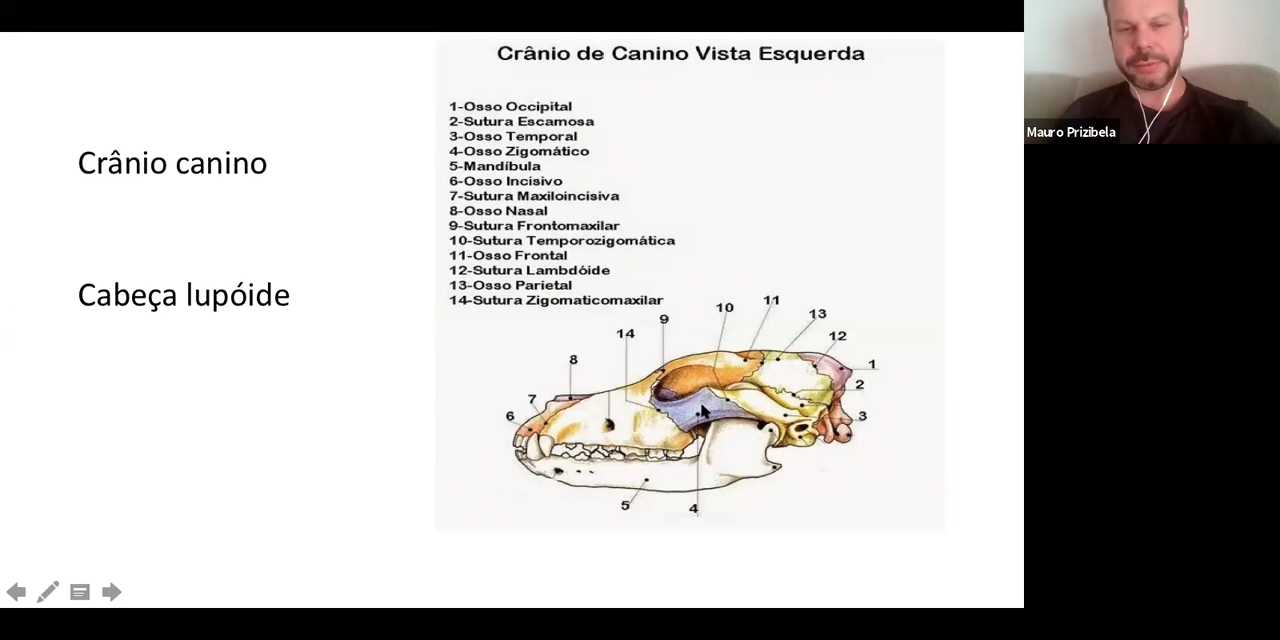 Crânio de Canino Vista Esquerda
1-Osso Occipital
2-Sutura Escamosa
3-Osso Temporal
4-Osso Zigomático
5-Mandíbula
6-Osso Incisivo
7-Sutura Maxiloincisiva
8-Osso Nasal
9-Sutura Frontomaxilar
10-Sutura Temporozigomática
11-Osso Frontal
12-Sutura Lambdóide
13-Osso Parietal
14-Sutura Zigomaticomaxilar
Crânio canino
Cabeça lupóide
10
11
13
9
14
12
8
1
2
7
6
3
5
4
Mauro Prizibela